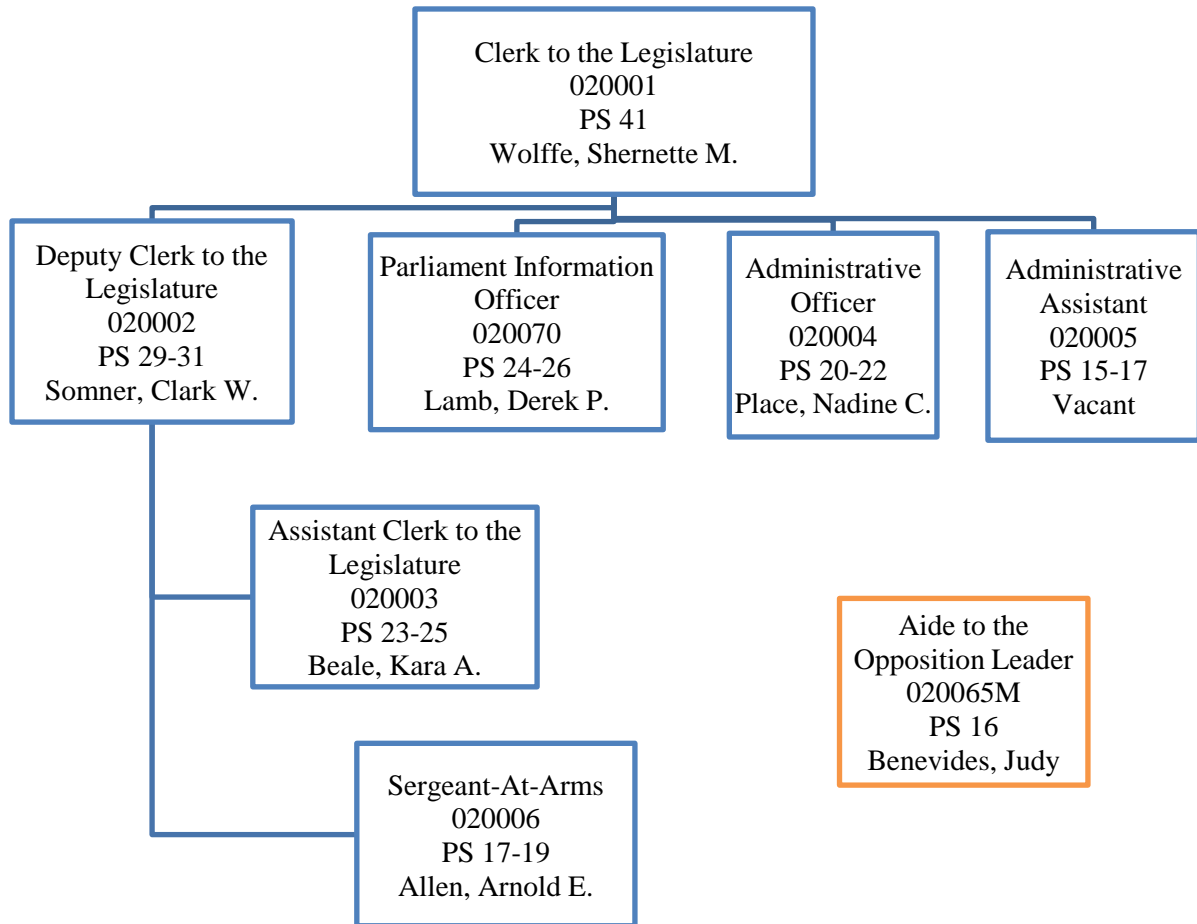 Clerk to the Legislature
020001
PS 41
Wolffe, Shernette M.
Deputy Clerk to the
Legislature
020002
PS 29-31
Somner, Clark W.
Parliament Information
Officer
020070
PS 24-26
Lamb, Derek P.
Administrative
Officer
020004
PS 20-22
Place, Nadine C.
Administrative
Assistant
020005
PS 15-17
Vacant
Assistant Clerk to the
Legislature
020003
PS 23-25
Beale, Kara A.
Aide to the
Opposition Leader
020065M
PS 16
Benevides, Judy
Sergeant-At-Arms
020006
PS 17-19
Allen, Arnold E.